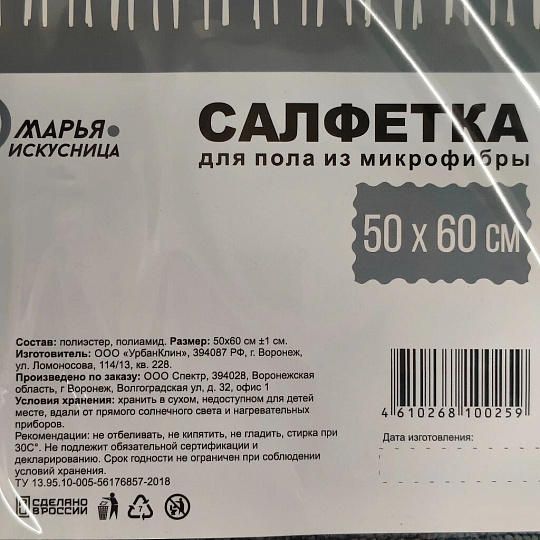 МАРЬЯ
ИСКУСНИЦА
САЛФЕТКА
для пола из микрофибры
50 х 60 см
Состав: полиэстер, полиамид. Размер: 50х60 см ±1 см.
Изготовитель: ООО «УрбанКлин», 394087 РФ, г. Воронеж,
ул. Ломоносова, 114/13, кв. 228.
Произведено по заказу: ООО Спектр, 394028, Воронежская
область, г Воронеж, Волгоградская ул, д. 32, офис 1
Условия хранения: хранить в сухом, недоступном для детей
месте, вдали от прямого солнечного света и нагревательных
приборов.
Рекомендации: не отбеливать, не кипятить, не гладить, стирка при
30С°. Не подлежит обязательной сертификации и
декларированию. Срок годности не ограничен при соблюдении
условий хранения.
ТУ 13.95.10-005-56176857-2018
СДЕЛАНО
В РОССИИ
7
4 610268 100259
Дата изготовления: